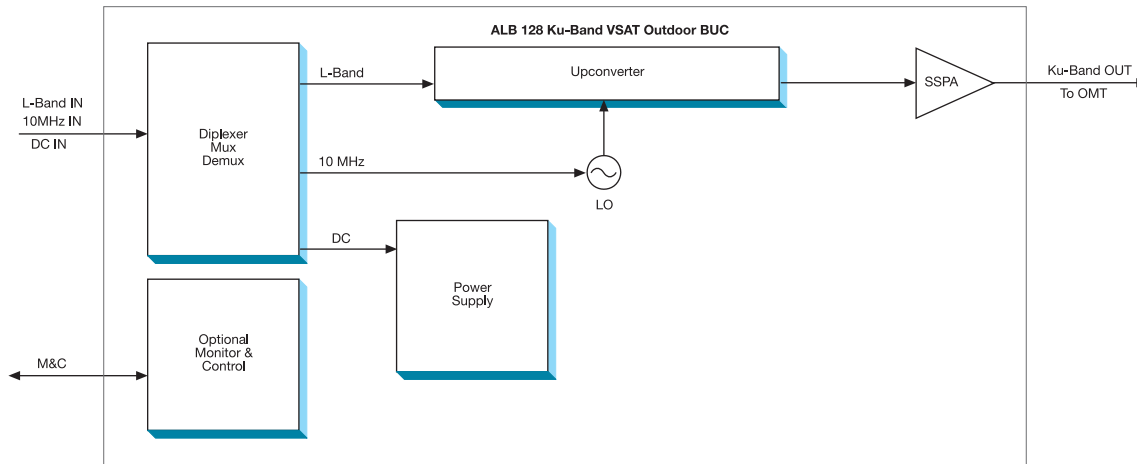 ALB 128 Ku-Band VSAT Outdoor BUC
L-Band
Upconverter
SSPA
Ku-Band OUT
To OMT
L-Band IN
10MHz IN
DC IN
Diplexer
Mux
Demux
10 MHz
LO
DC
Power
Supply
Optional
Monitor &
Control
M&C